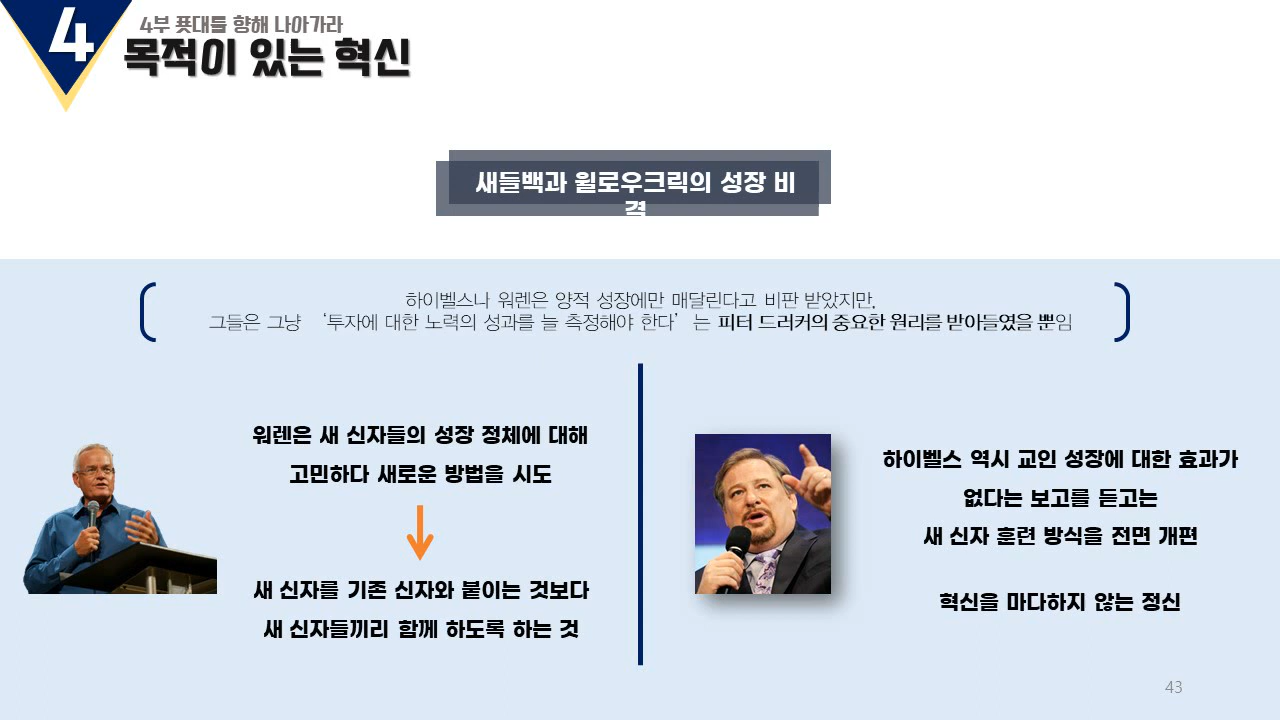 4
4부 푯대를 향해 나아가라
목적이 있는 혁신
새들백과 윌로우크릭의 성장 비
결
하이벨스나 워렌은 양적 성장에만 매달린다고 비판 받았지만,
그들은 그냥 ‘투자에 대한 노력의 성과를 늘 측정해야 한다’는 피터 드러커의 중요한 원리를 받아들였을 뿐임
워렌은 새 신자들의 성장 정체에 대해
고민하다 새로운 방법을 시도
새 신자를 기존 신자와 붙이는 것보다
새 신자들끼리 함께 하도록 하는 것
하이벨스 역시 교인 성장에 대한 효과가
없다는 보고를 듣고는
새 신자 훈련 방식을 전면 개편
혁신을 마다하지 않는 정신
43